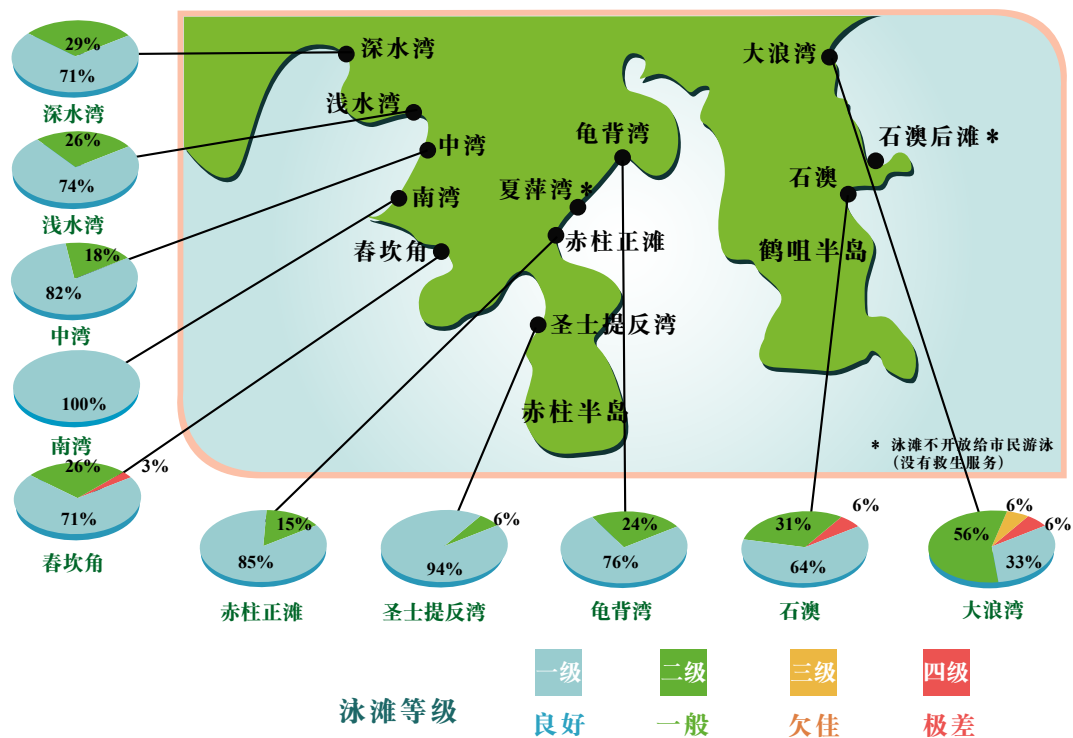 29%
71%
深水湾
26%
74%
浅水湾
18%
82%
中湾
100%
南湾
26%
3%
71%
春坎角
深水湾
浅水湾
中湾
南湾
春坎角
龟背湾
夏萍湾*
赤柱正滩
圣士提反湾
赤柱半岛
大浪湾
石澳后滩*
石澳
鹤咀半岛
* 泳滩不开放给市民游泳
(没有救生服务)
15%
85%
赤柱正滩
6%
94%
圣士提反湾
24%
76%
龟背湾
6%
31%
64%
石澳
6%
6%
56%
33%
大浪湾
泳滩等级
一级 二级 三级 四级
良好 一般 欠佳 极差